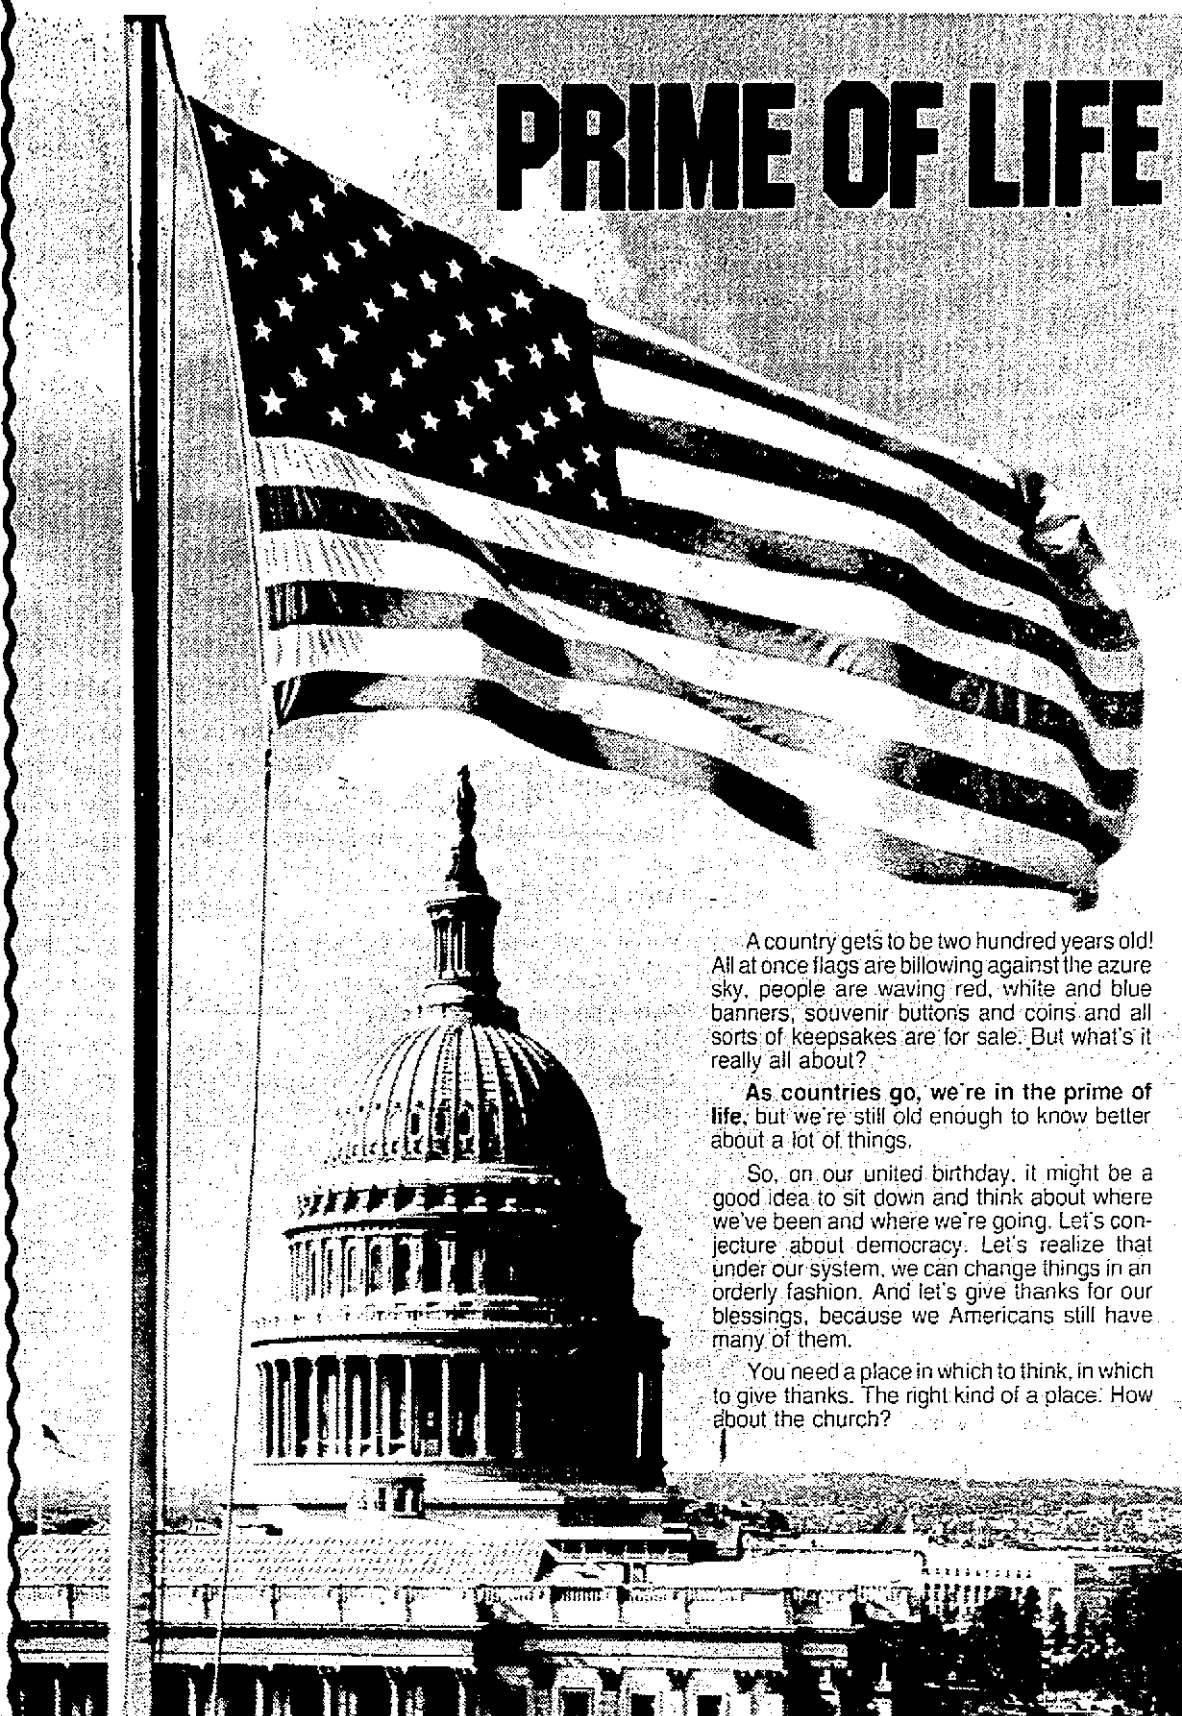 PRIME OF LIFE
A country gets to be two hundred years old!
All at once flags are billowing against the azure
sky, people are waving red, white and blue
banners, souvenir buttons and coins and all
sorts of keepsakes are for sale. But what's it
really all about?
As countries go, we're in the prime of
life, but we're still old enough to know better
about a lot of things.
So, on our united birthday, it might be a
good idea to sit down and think about where
we've been and where we're going. Let's con-
jecture about democracy. Let's realize that
under our system, we can change things in an
orderly fashion. And let's give thanks for our
blessings, because we Americans still have
many of them.
You need a place in which to think, in which
to give thanks. The right kind of a place. How
about the church?